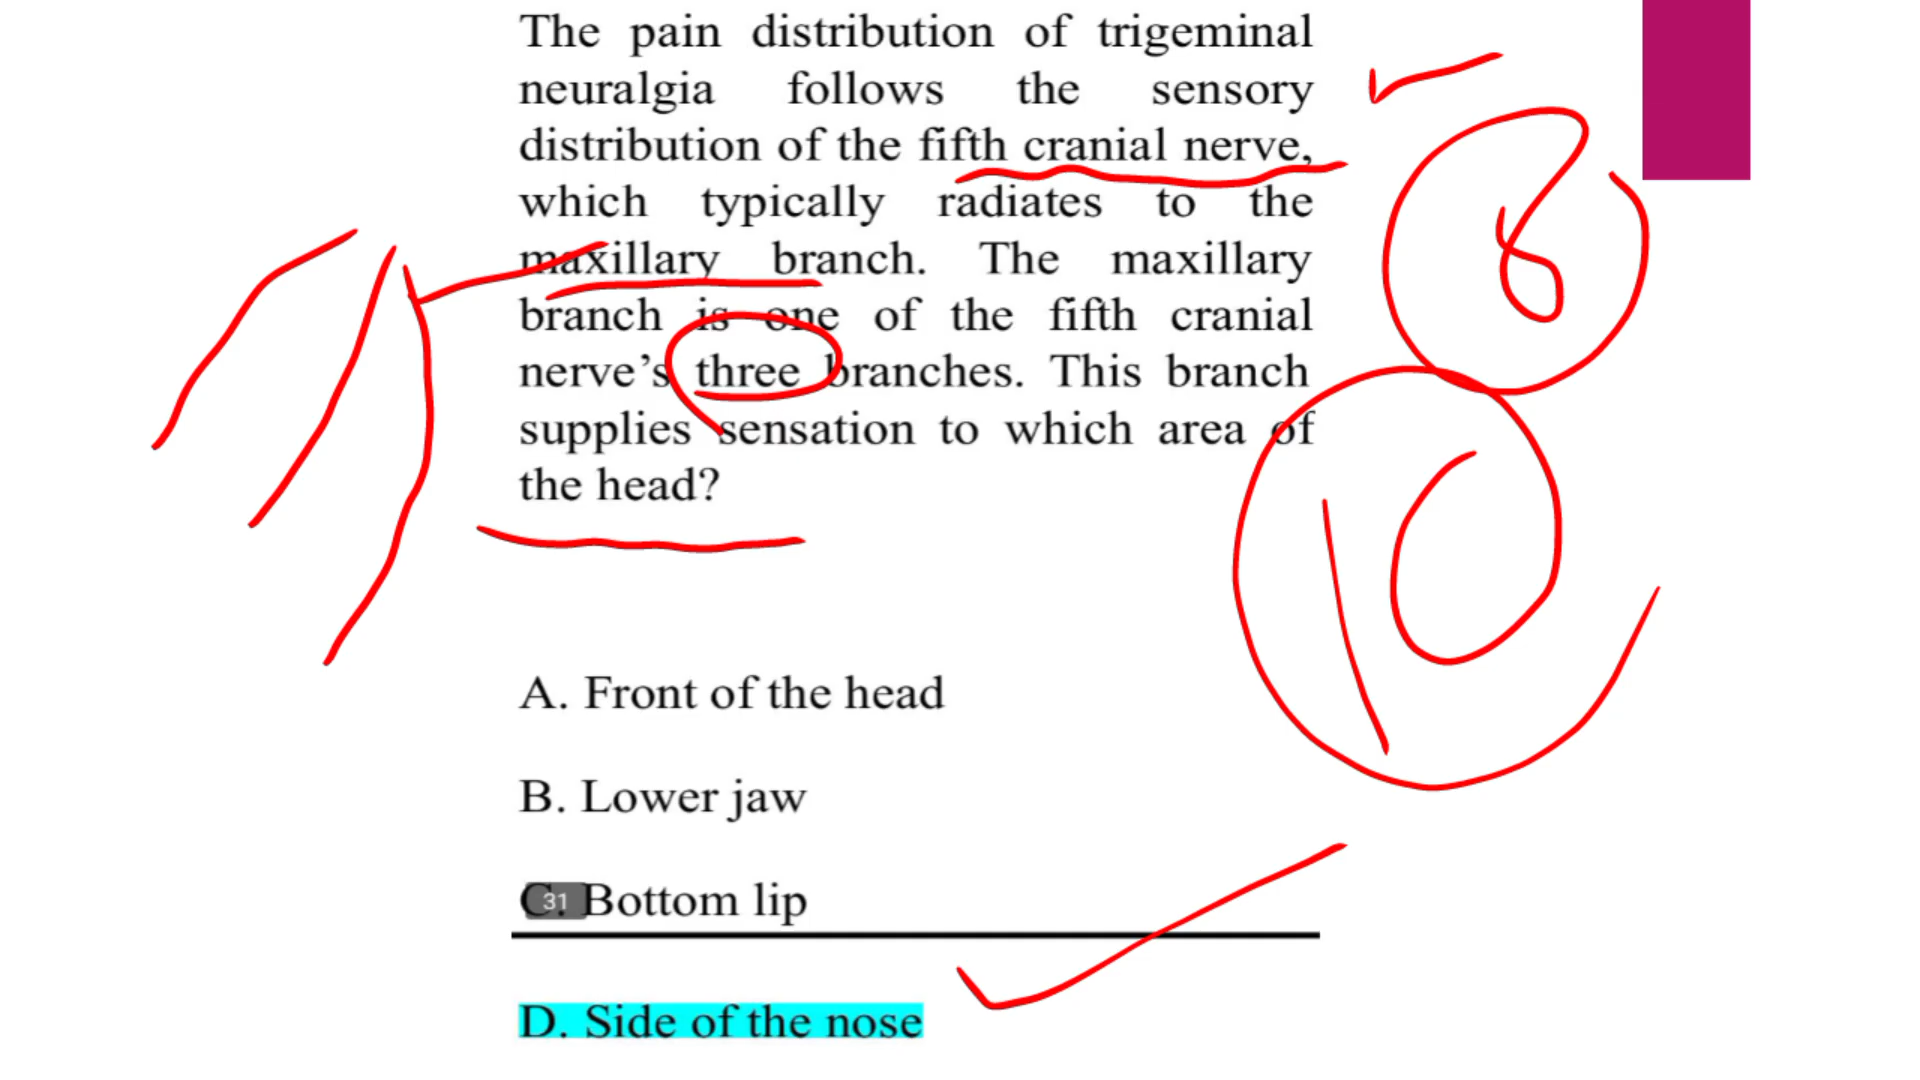 The pain distribution of trigeminal
neuralgia follows the sensory
distribution of the fifth cranial nerve,
which typically radiates to the
maxillary branch. The maxillary
branch is one of the fifth cranial
nerve’s three branches. This branch
supplies sensation to which area of
the head?
8
10
A. Front of the head
B. Lower jaw
C. Bottom lip
31
D. Side of the nose